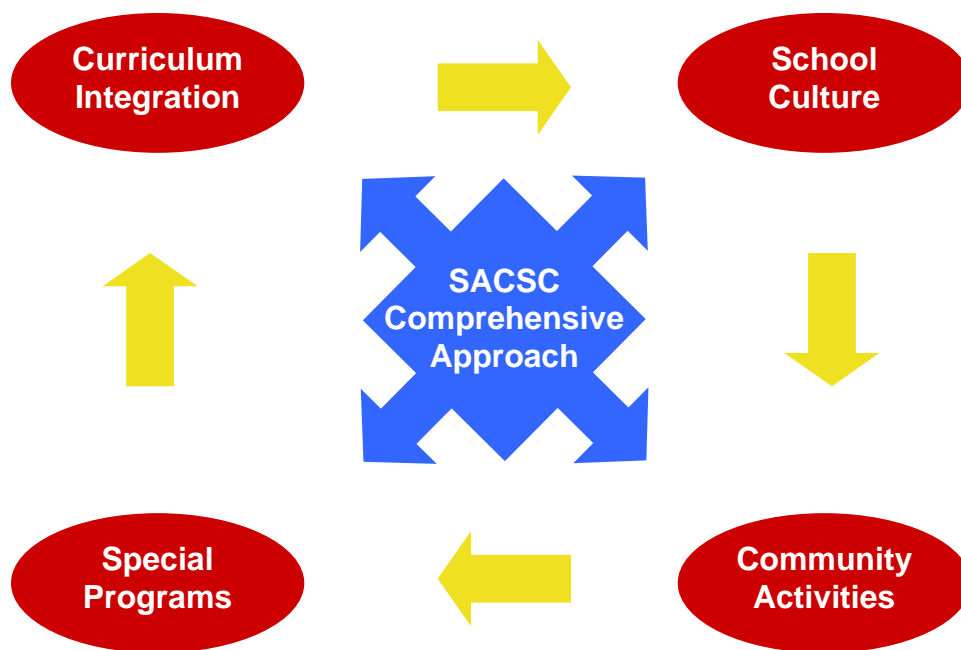 Curriculum
Integration
School
Culture
SACSC
Comprehensive
Approach
Special
Programs
Community
Activities